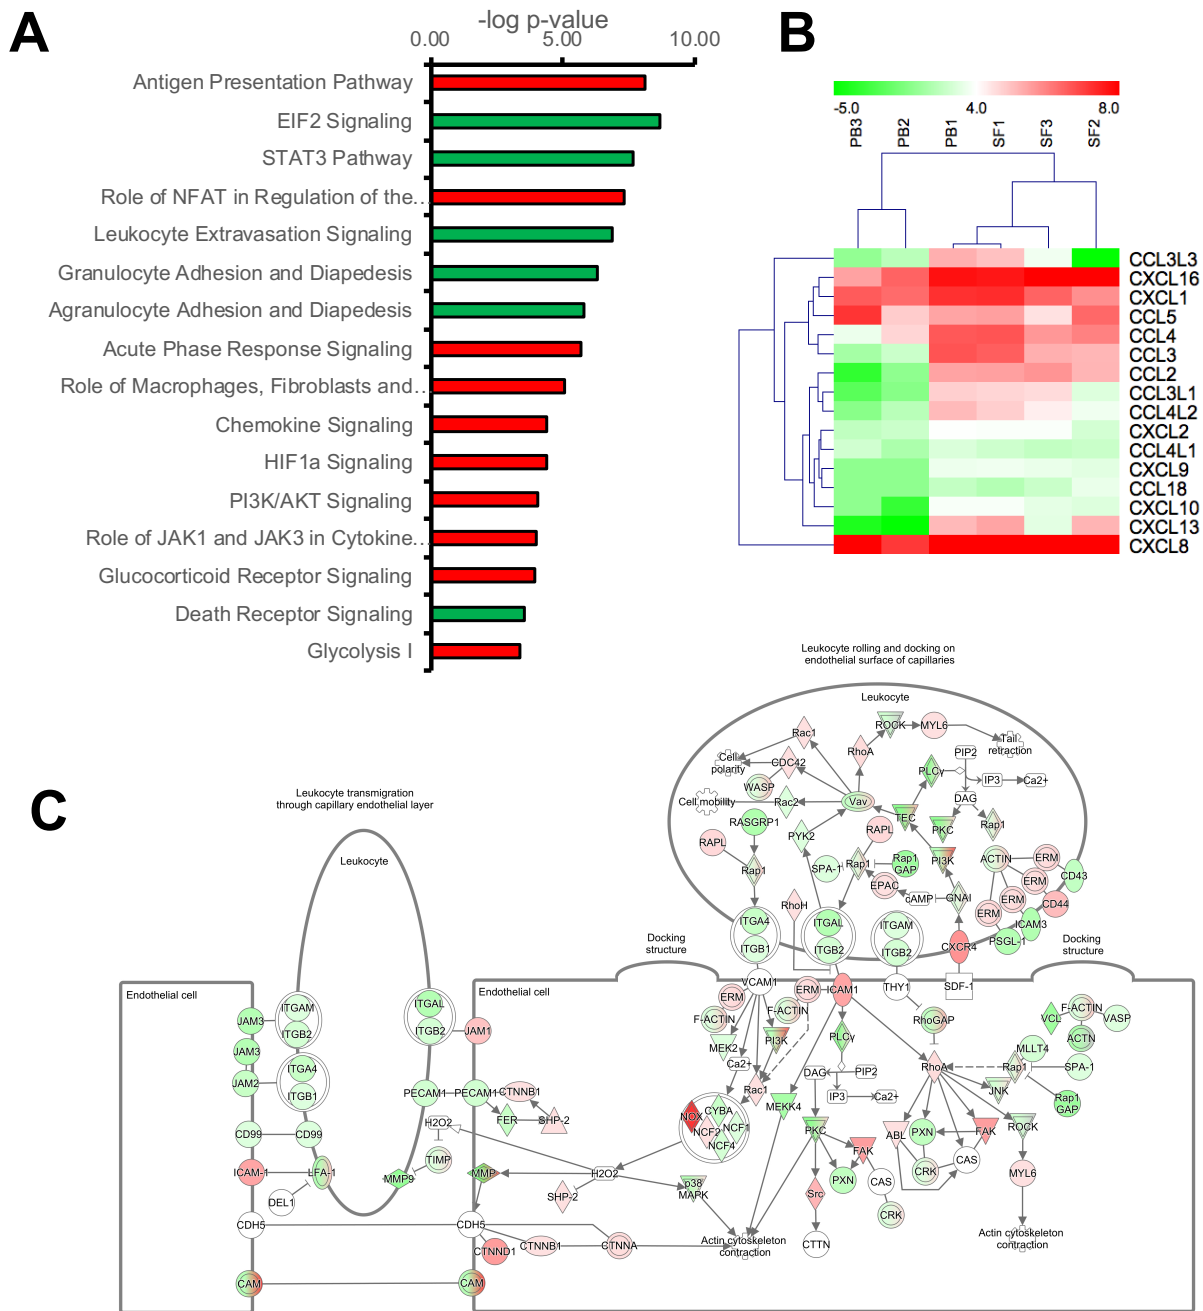 A
-log p-value
0.00 5.00 10.00
Antigen Presentation Pathway
EIF2 Signaling
STAT3 Pathway
Role of NFAT in Regulation of the..
Leukocyte Extravasation Signaling
Granulocyte Adhesion and Diapedesis
Agranulocyte Adhesion and Diapedesis
Acute Phase Response Signaling
Role of Macrophages, Fibroblasts and..
Chemokine Signaling
HIF1a Signaling
PI3K/AKT Signaling
Role of JAK1 and JAK3 in Cytokine..
Glucocorticoid Receptor Signaling
Death Receptor Signaling
Glycolysis I
B
-5.0 4.0 8.0
PB3 PB2 PB1 SF1 SF3 SF2
CCL3L3
CXCL16
CXCL1
CCL5
CCL4
CCL3
CCL2
CCL3L1
CCL4L2
CXCL2
CCL4L1
CXCL9
CCL18
CXCL10
CXCL13
CXCL8
C
Leukocyte transmigration
through capillary endothelial layer
Leukocyte
Endothelial cell
JAM3
ITGAM
ITGB2
JAM3
ITGA4
JAM2
ITGB1
CD99
CD99
ICAM-1
LFA-1
DEL1
CDH5
CAM
ITGAL
ITGB2
JAM1
PECAM1
PECAM1
CTNNB1
H2O2
FER
SHP-2
TIMP
MMP9
MMP
H2O2
SHP-2
CDH5
CTNND1
CTNNB1
CTNNA
CAM
Endothelial cell
Leukocyte rolling and docking on
endothelial surface of capillaries
Leukocyte
ROCK
MYL6
Rac1
RhoA
Tail
retraction
Cell
polarity
CDC42
PIP2
PLCγ
IP3
Ca2+
WASP
Cell mobility
Rac2
Vav
DAG
RASGRP1
TEC
PKC
Rap1
PYK2
RAPL
RAPL
Rap1
SPA-1
Rap1
Rap1
GAP
PI3K
ACTIN
ERM
CD43
EPAC
cAMP
GNAI
ERM
ERM
ERM
CD44
ICAM3
PSGL-1
RhoH
ITGA4
ITGB1
ITGAL
ITGB2
ITGAM
ITGB2
CXCR4
Docking
structure
Docking
structure
VCAM1
ERM
ICAM1
THY1
SDF-1
ERM
F-ACTIN
F-ACTIN
RhoGAP
VCL
F-ACTIN
VASP
MEK2
PI3K
PLCγ
ACTN
MLLT4
Ca2+
Rac1
DAG
PIP2
RhoA
Rap1
SPA-1
IP3
Ca2+
JNK
Rap1
GAP
NOX
CYBA
NCF2
NCF1
NCF4
MEKK4
PKC
FAK
ABL
PXN
FAK
ROCK
PXN
CAS
CRK
CAS
MYL6
p38
MAPK
Src
CRK
Actin cytoskeleton
contraction
CTTN
Actin cytoskeleton
contraction